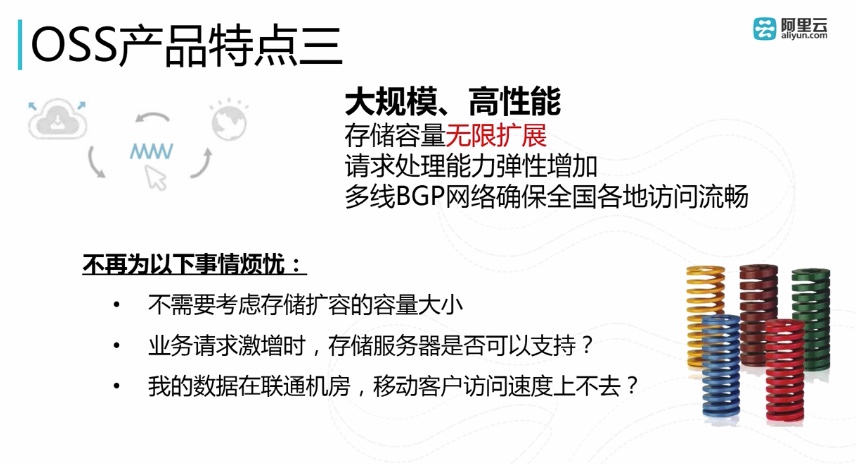 OSS产品特点三
阿里云
aliyun.com
大规模、高性能
存储容量无限扩展
请求处理能力弹性增加
多线BGP网络确保全国各地访问流畅
不再为以下事情烦忧：
• 不需要考虑存储扩容的容量大小
• 业务请求激增时，存储服务器是否可以支持？
• 我的数据在联通机房，移动客户访问速度上不去？